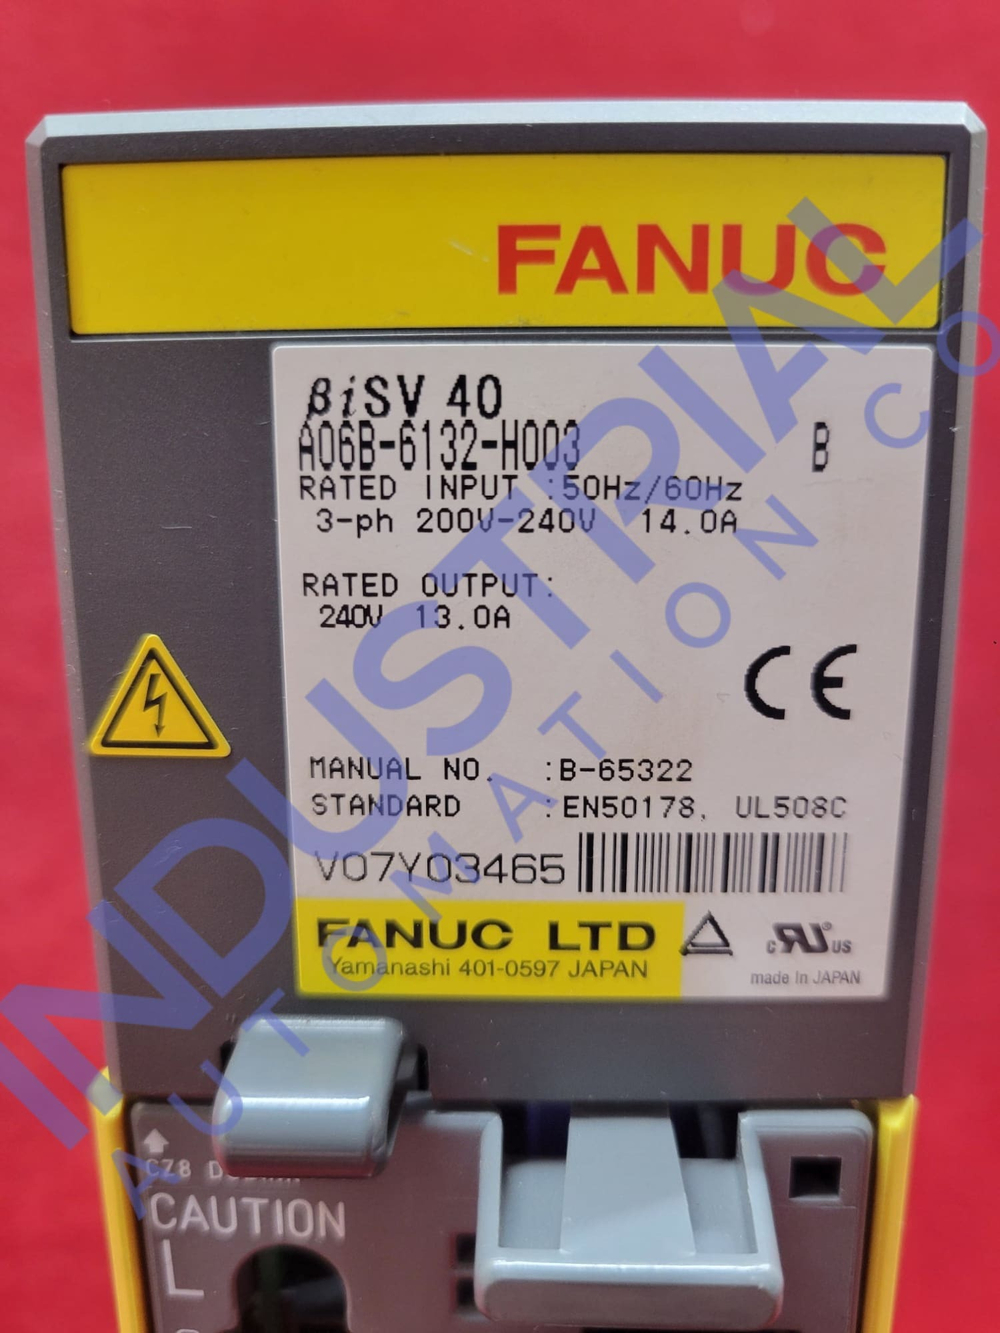 FANUC
βiSV 40
A06B-6132-H003 B
RATED INPUT :50Hz/60Hz
3-ph 200V-240V 14.0A
RATED OUTPUT:
240V 13.0A
CE
MANUAL NO. :B-65322
STANDARD :EN50178, UL508C
V07Y03465
FANUC LTD
Yamanashi 401-0597 JAPAN
c RU® US
made in JAPAN
CZ8
CAUTION
L
INDUSTRIAL
AUTOMATION CO